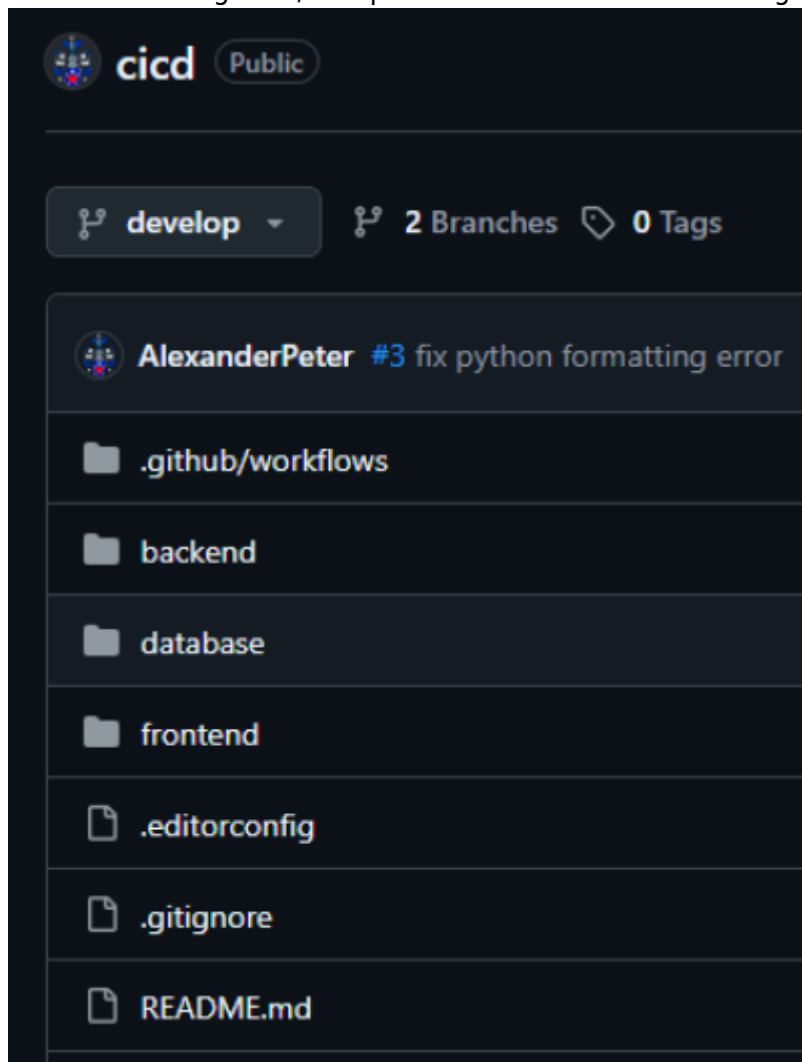 cicd Public
develop 2 Branches 0 Tags
AlexanderPeter #3 fix python formatting error
.github/workflows
backend
database
frontend
.editorconfig
.gitignore
README.md